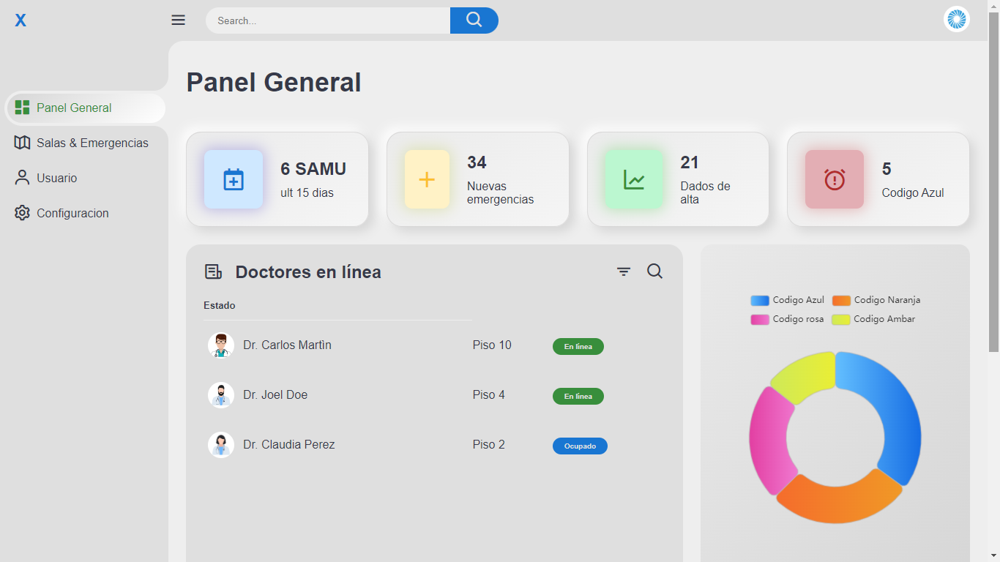 X
Search...
Panel General
Salas & Emergencias
Usuario
Configuracion
Panel General
6 SAMU
ult 15 dias
34
Nuevas
emergencias
21
Dados de
alta
5
Codigo Azul
Doctores en línea
Estado
Dr. Carlos Martìn
Piso 10
En línea
Dr. Joel Doe
Piso 4
En línea
Dr. Claudia Perez
Piso 2
Ocupado
Codigo Azul
Codigo Naranja
Codigo rosa
Codigo Ambar